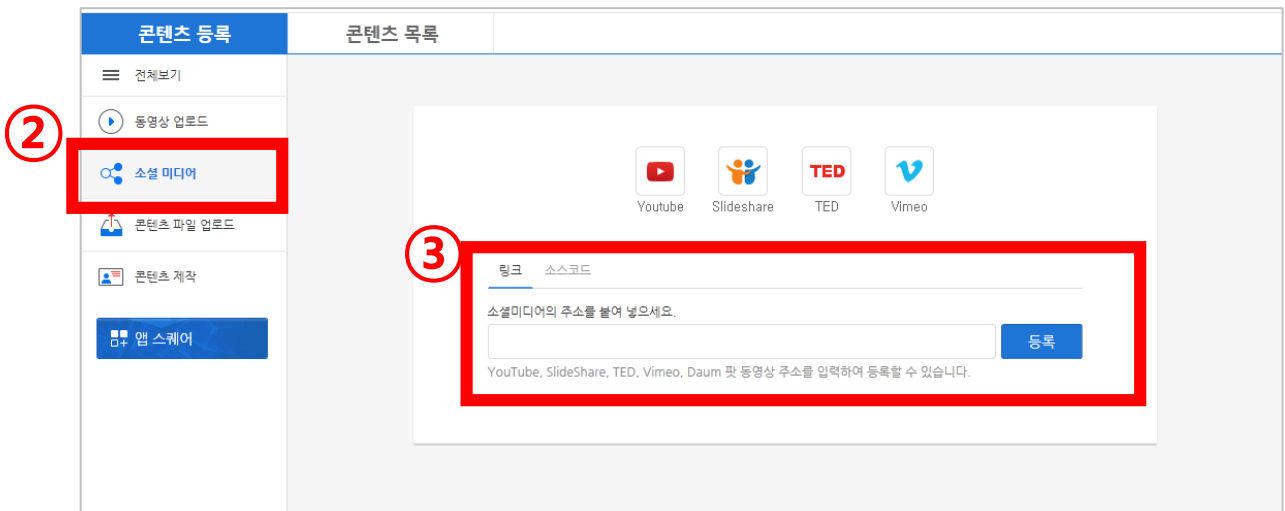 콘텐츠 등록 콘텐츠 목록
전체보기
② 동영상 업로드
소셜 미디어
콘텐츠 파일 업로드
콘텐츠 제작
앱 스퀘어
TED
Youtube Slideshare TED Vimeo
③
링크 소스코드
소셜미디어의 주소를 붙여 넣으세요.
등록
YouTube, SlideShare, TED, Vimeo, Daum 팟 동영상 주소를 입력하여 등록할 수 있습니다.